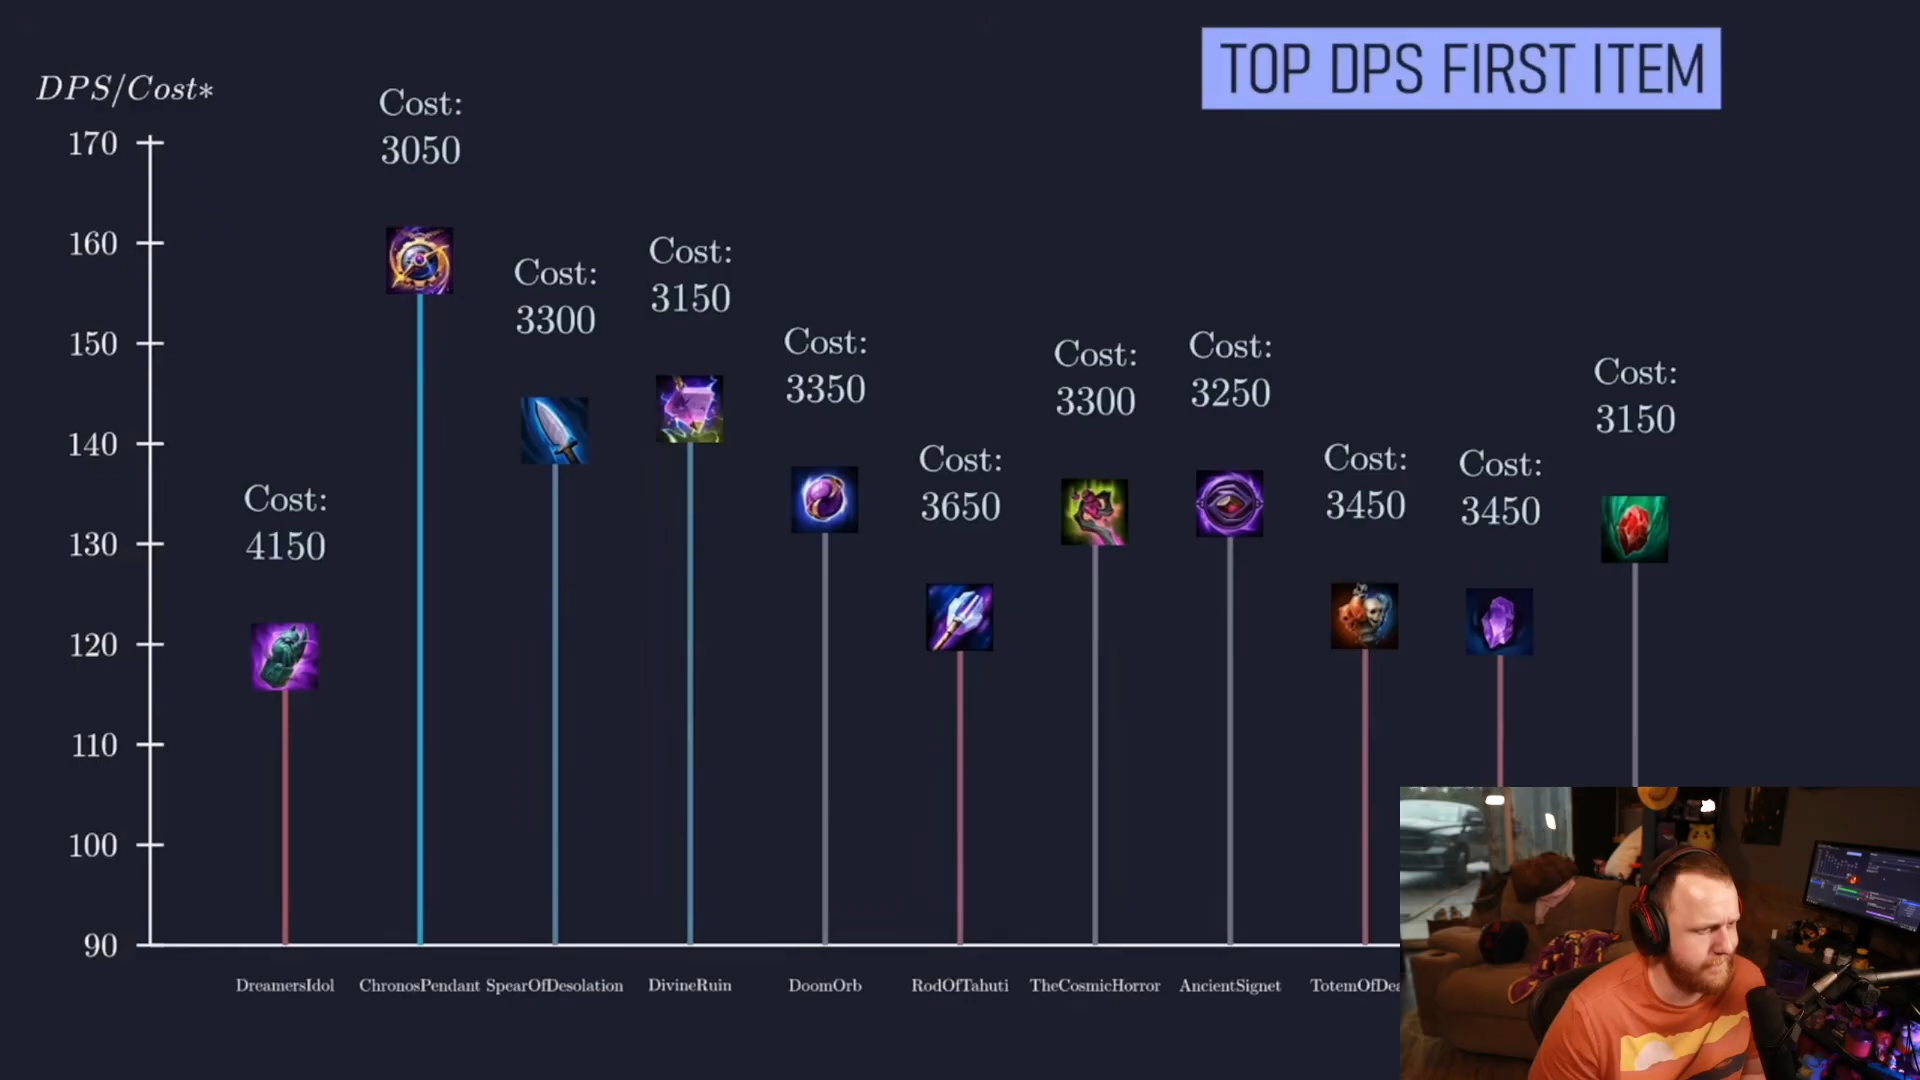 TOP DPS FIRST ITEM
DPS/Cost*
170
160
150
140
130
120
110
100
90
Cost:
4150
Cost:
3050
Cost:
3300
Cost:
3150
Cost:
3350
Cost:
3650
Cost:
3300
Cost:
3250
Cost:
3450
Cost:
3450
Cost:
3150
DreamersIdol
ChronosPendant
SpearOfDesolation
DivineRuin
DoomOrb
RodOfTahuti
TheCosmicHorror
AncientSignet
TotemOfDea